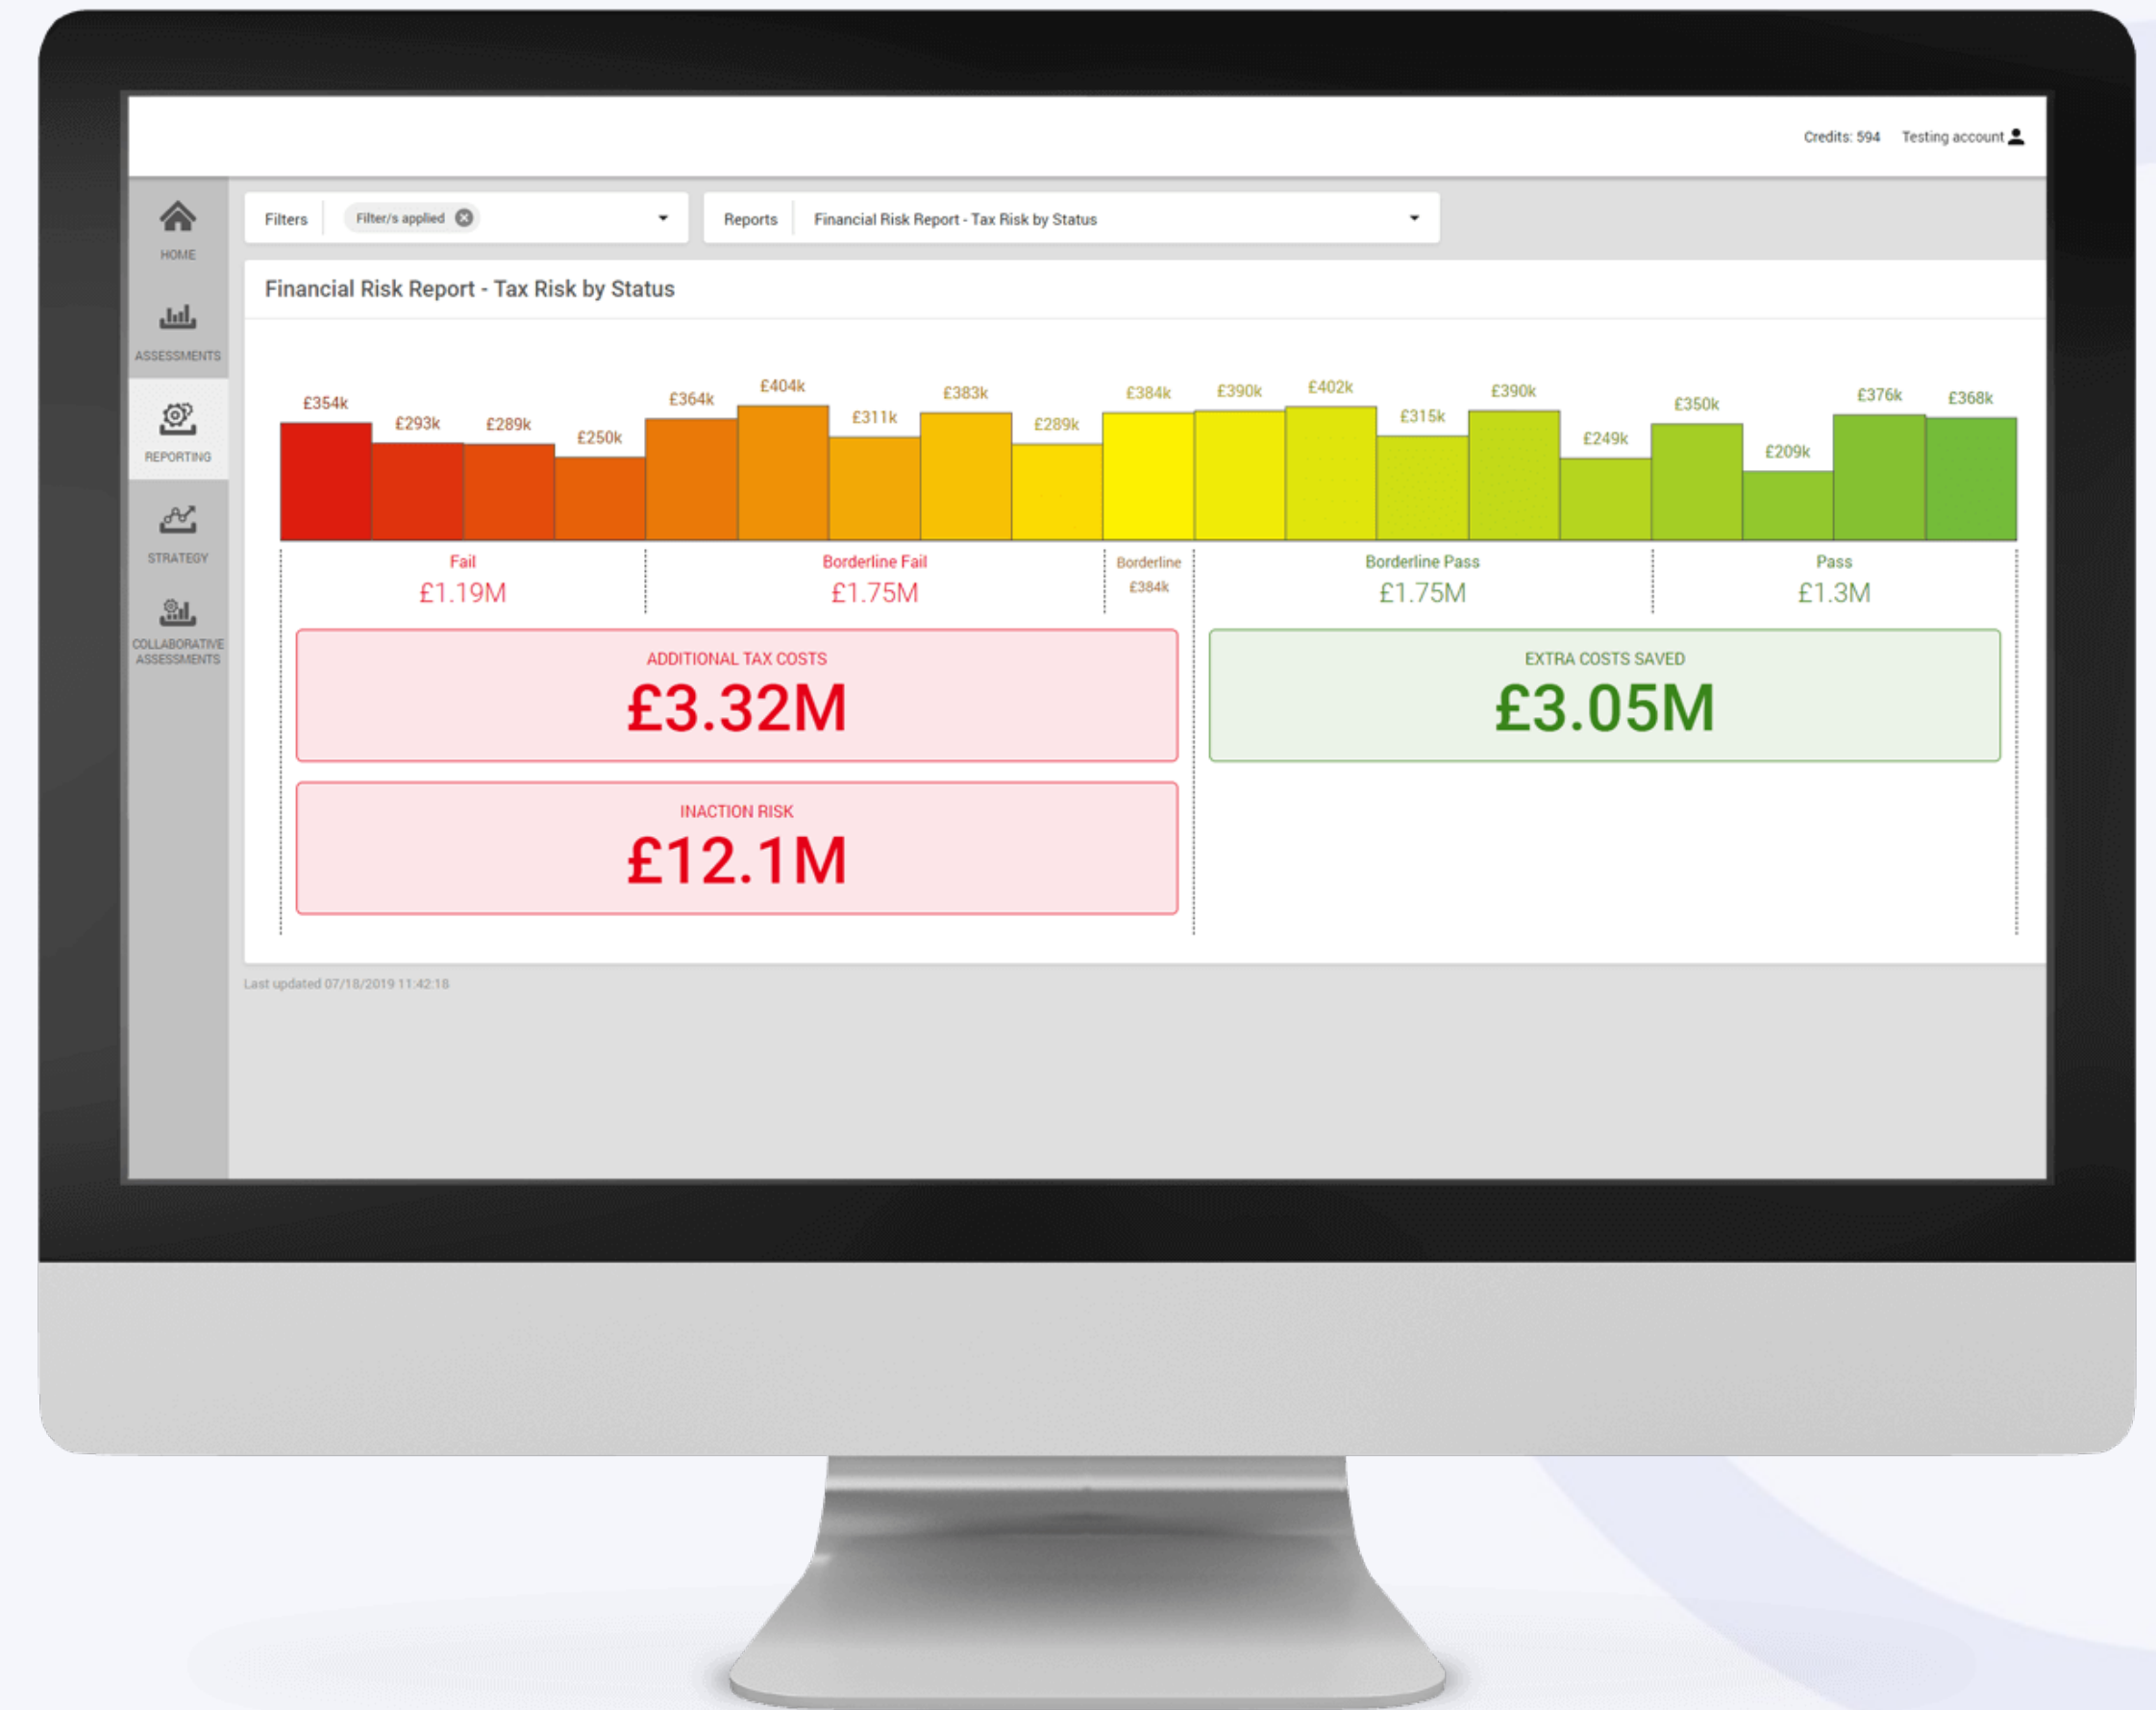 Credits: 594 Testing account
HOME
ASSESSMENTS
REPORTING
STRATEGY
COLLABORATIVE
ASSESSMENTS
Filters Filter/s applied Reports Financial Risk Report - Tax Risk by Status
Financial Risk Report - Tax Risk by Status
£354k £293k £289k £250k £364k £404k £311k £383k £289k £384k £390k £402k £315k £390k £249k £350k £209k £376k £368k
Fail Borderline Fail Borderline Borderline Pass Pass
£1.19M £1.75M £384k £1.75M £1.3M
ADDITIONAL TAX COSTS EXTRA COSTS SAVED
£3.32M £3.05M
INACTION RISK
£12.1M
Last updated 07/18/2019 11:42:18